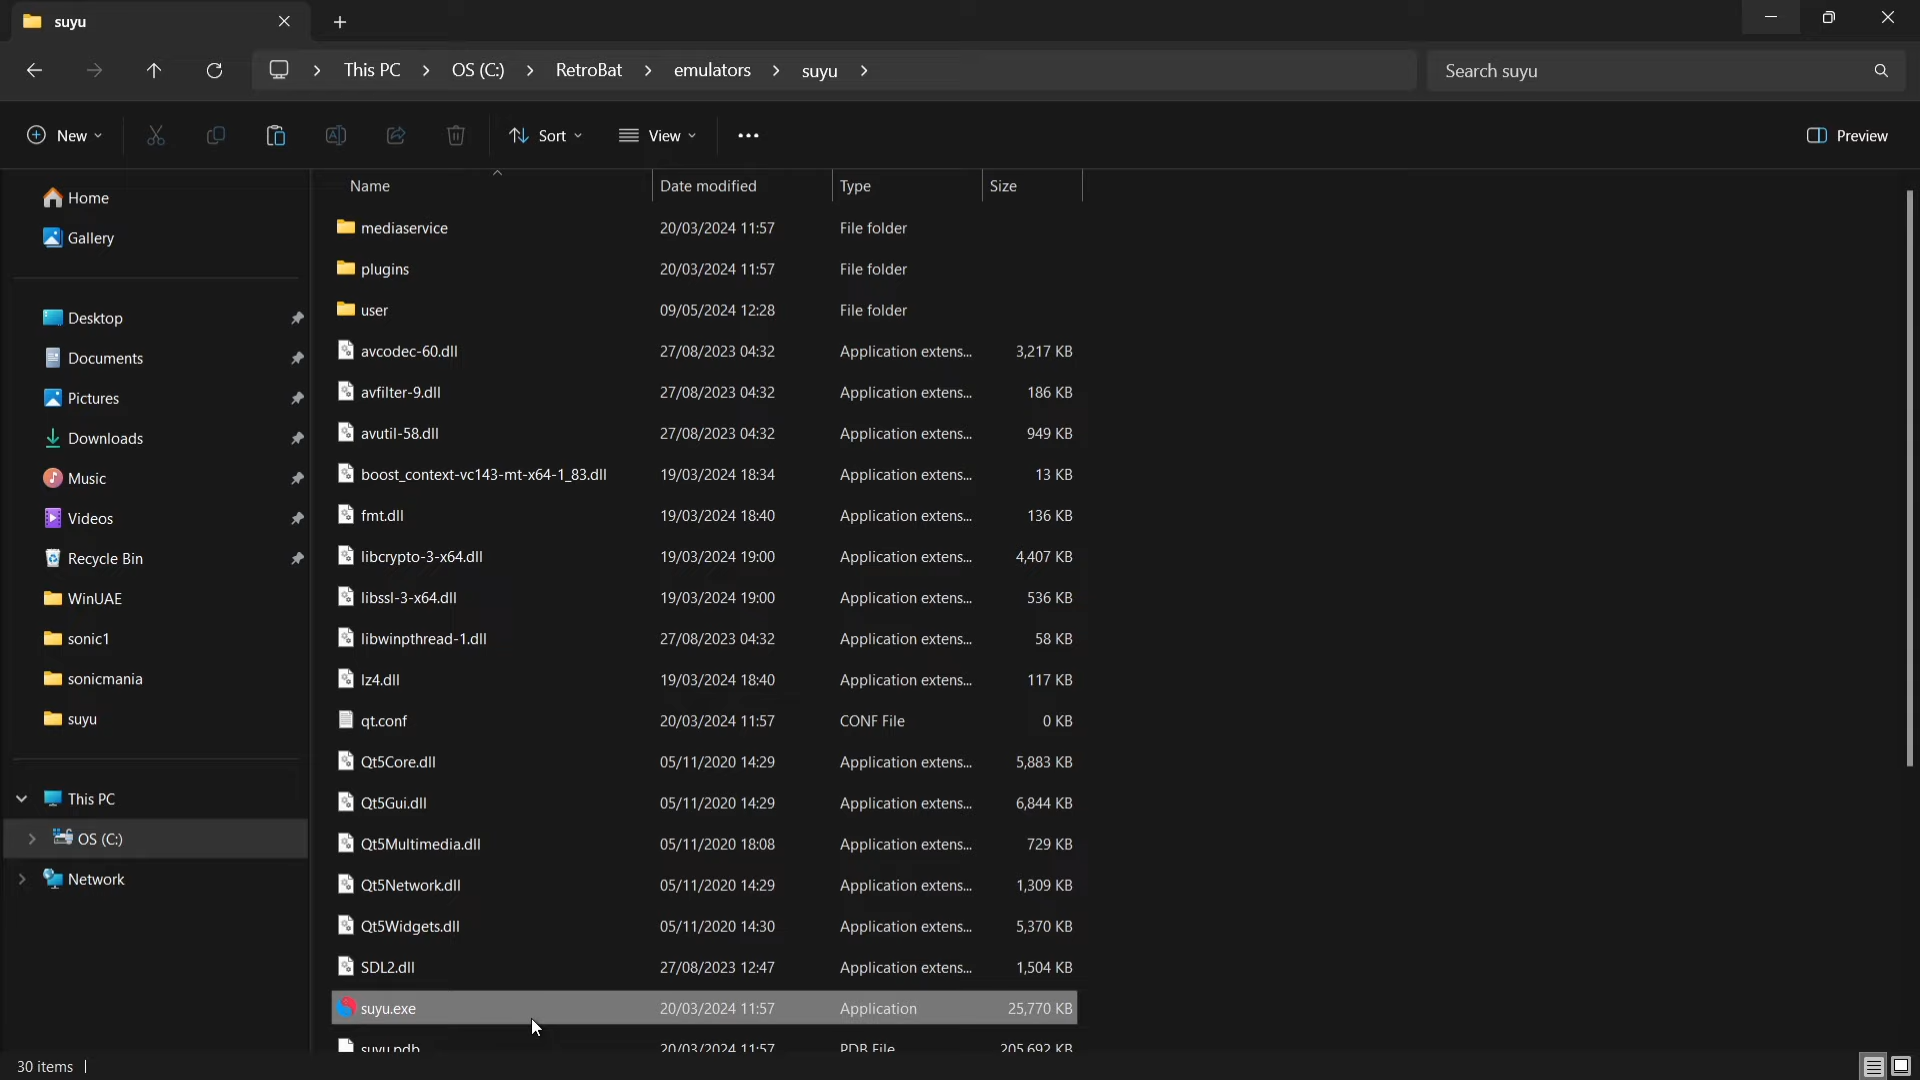 suyu
This PC > OS (C:) > RetroBat > emulators > suyu >
Search suyu
New
Sort
View
Preview
Name
Date modified
Type
Size
Home
Gallery
Desktop
Documents
Pictures
Downloads
Music
Videos
Recycle Bin
WinUAE
sonic1
sonicmania
suyu
This PC
OS (C:)
Network
mediaservice 20/03/2024 11:57 File folder
plugins 20/03/2024 11:57 File folder
user 09/05/2024 12:28 File folder
avcodec-60.dll 27/08/2023 04:32 Application extens... 3,217 KB
avfilter-9.dll 27/08/2023 04:32 Application extens... 186 KB
avutil-58.dll 27/08/2023 04:32 Application extens... 949 KB
boost_context-vc143-mt-x64-1_83.dll 19/03/2024 18:34 Application extens... 13 KB
fmt.dll 19/03/2024 18:40 Application extens... 136 KB
libcrypto-3-x64.dll 19/03/2024 19:00 Application extens... 4,407 KB
libssl-3-x64.dll 19/03/2024 19:00 Application extens... 536 KB
libwinpthread-1.dll 27/08/2023 04:32 Application extens... 58 KB
lz4.dll 19/03/2024 18:40 Application extens... 117 KB
qt.conf 20/03/2024 11:57 CONF File 0 KB
Qt5Core.dll 05/11/2020 14:29 Application extens... 5,883 KB
Qt5Gui.dll 05/11/2020 14:29 Application extens... 6,844 KB
Qt5Multimedia.dll 05/11/2020 18:08 Application extens... 729 KB
Qt5Network.dll 05/11/2020 14:29 Application extens... 1,309 KB
Qt5Widgets.dll 05/11/2020 14:30 Application extens... 5,370 KB
SDL2.dll 27/08/2023 12:47 Application extens... 1,504 KB
suyu.exe 20/03/2024 11:57 Application 25,770 KB
suyu.pdb 20/03/2024 11:57 PDB File 205,692 KB
30 items